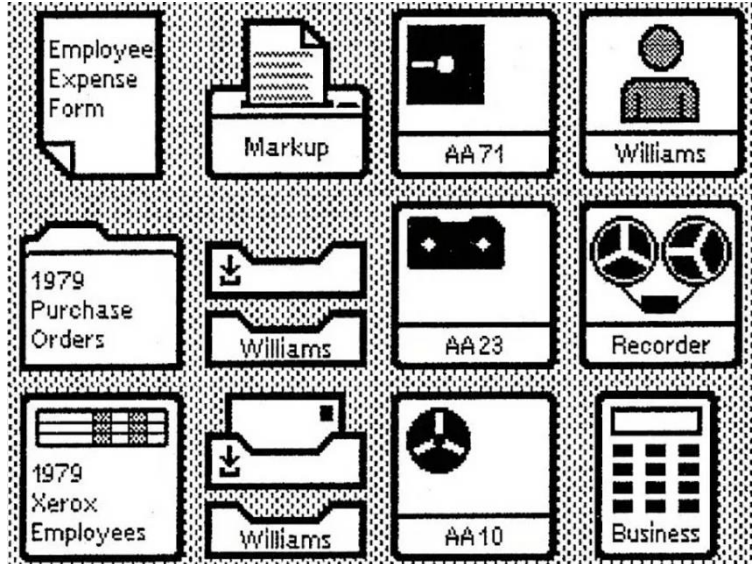 Employee
Expense
Form
Markup
AA71
Williams
1979
Purchase
Orders
Williams
AA23
Recorder
1979
Xerox
Employees
Williams
AA10
Business